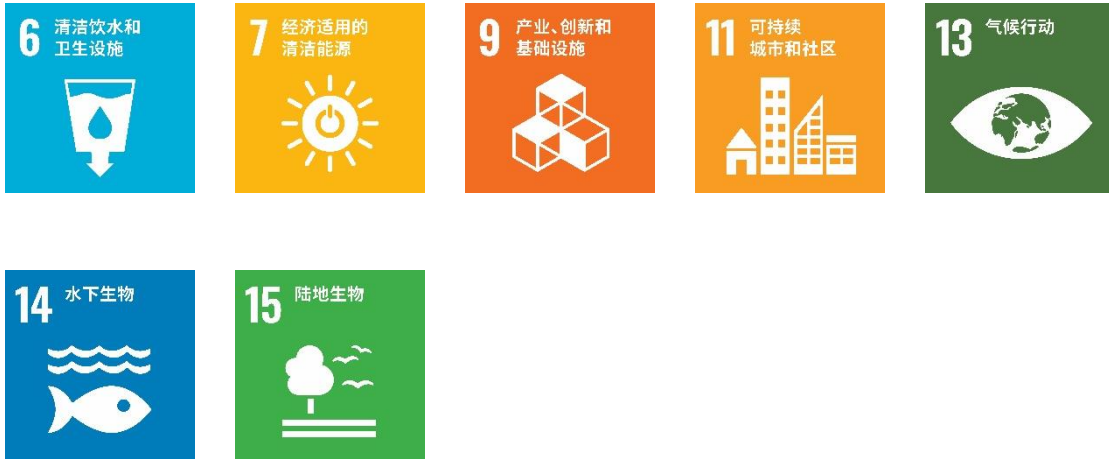 6 清洁饮水和
卫生设施
7 经济适用的
清洁能源
9 产业、创新和
基础设施
11 可持续
城市和社区
13 气候行动
14 水下生物
15 陆地生物